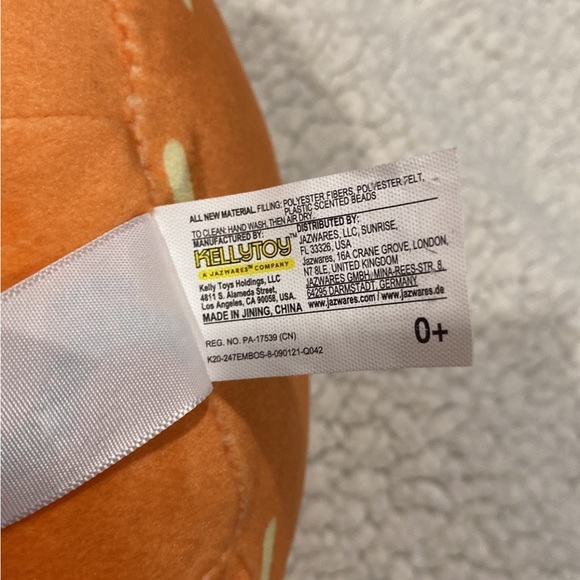 ALL NEW MATERIAL. FILLING: POLYESTER FIBERS, POLYESTER FELT,
PLASTIC SCENTED BEADS
TO CLEAN: HAND WASH, THEN AIR DRY.
MANUFACTURED BY:
KELLYTOY
A JAZWARES™ COMPANY
Kelly Toys Holdings, LLC
4811 S. Alameda Street,
Los Angeles, CA 90058, USA.
MADE IN JINING, CHINA
DISTRIBUTED BY:
JAZWARES, LLC, SUNRISE,
FL 33326, USA
Jazwares, 16A CRANE GROVE, LONDON,
N7 8LE, UNITED KINGDOM
JAZWARES GMBH, MINA-REES-STR. 8,
64295 DARMSTADT, GERMANY
www.jazwares.com / www.jazwares.de
REG. NO. PA-17539 (CN)
K20-247EMBOS-8-090121-Q042
0+